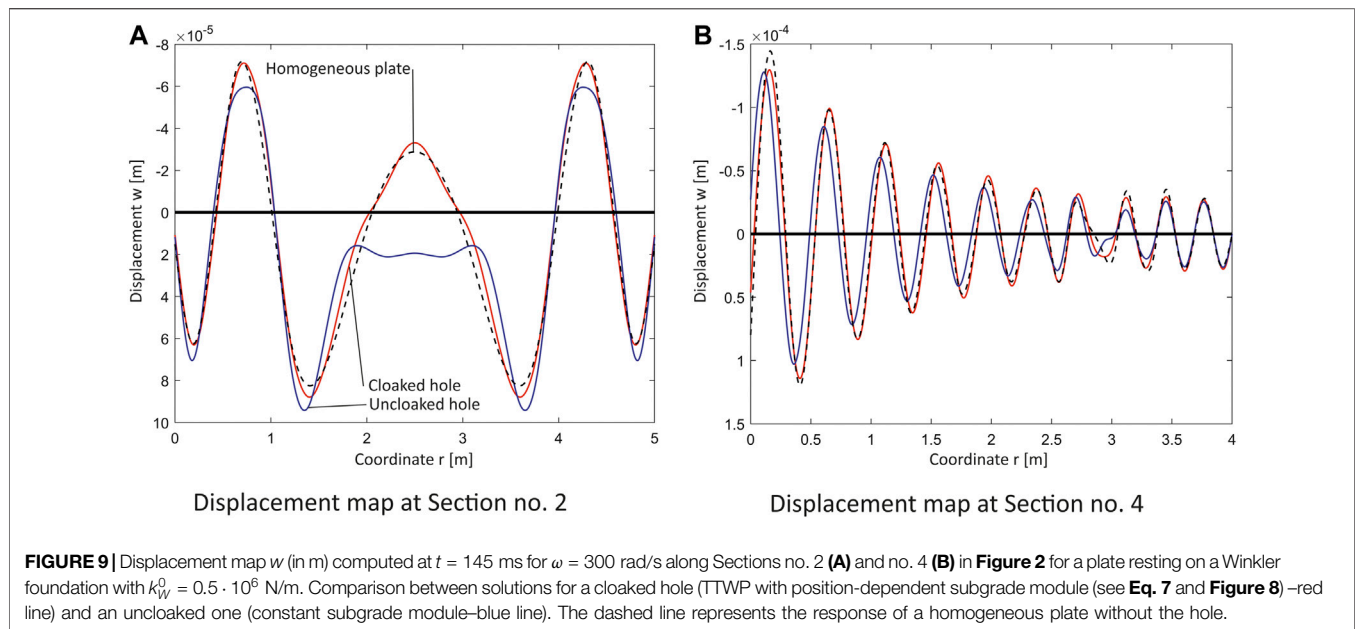 A
-8 ×10⁻⁵
-6
-4
-2
0
2
4
6
8
10
Displacement w [m]
Homogeneous plate
Cloaked hole
Uncloaked hole
0 1 2 3 4 5
Coordinate r [m]
Displacement map at Section no. 2
B
-1.5 ×10⁻⁴
-1
-0.5
0
0.5
1
1.5
Displacement w [m]
0 0.5 1 1.5 2 2.5 3 3.5 4
Coordinate r [m]
Displacement map at Section no. 4
FIGURE 9 | Displacement map w (in m) computed at t = 145 ms for ω = 300 rad/s along Sections no. 2 (A) and no. 4 (B) in Figure 2 for a plate resting on a Winkler
foundation with k⁰_W = 0.5 · 10⁶ N/m. Comparison between solutions for a cloaked hole (TTWP with position-dependent subgrade module (see Eq. 7 and Figure 8) –red
line) and an uncloaked one (constant subgrade module–blue line). The dashed line represents the response of a homogeneous plate without the hole.